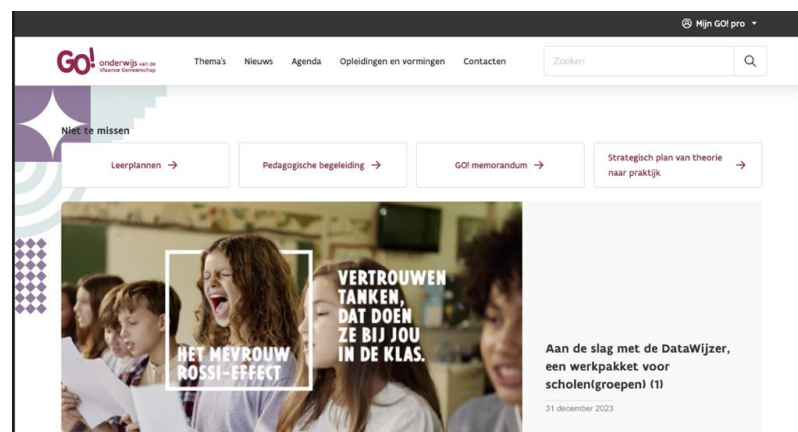 Mijn GO! pro
GO! onderwijs van de
Vlaamse Gemeenschap
Thema's Nieuws Agenda Opleidingen en vormingen Contacten Zoeken
Niet te missen
Leerplannen → Pedagogische begeleiding → GO! memorandum → Strategisch plan van theorie
naar praktijk →
VERTROUWEN
TANKEN,
DAT DOEN
ZE BIJ JOU
IN DE KLAS.
HET MEVROUW
ROSSI-EFFECT
Aan de slag met de DataWijzer,
een werkpakket voor
scholen(groepen) (1)
31 december 2023